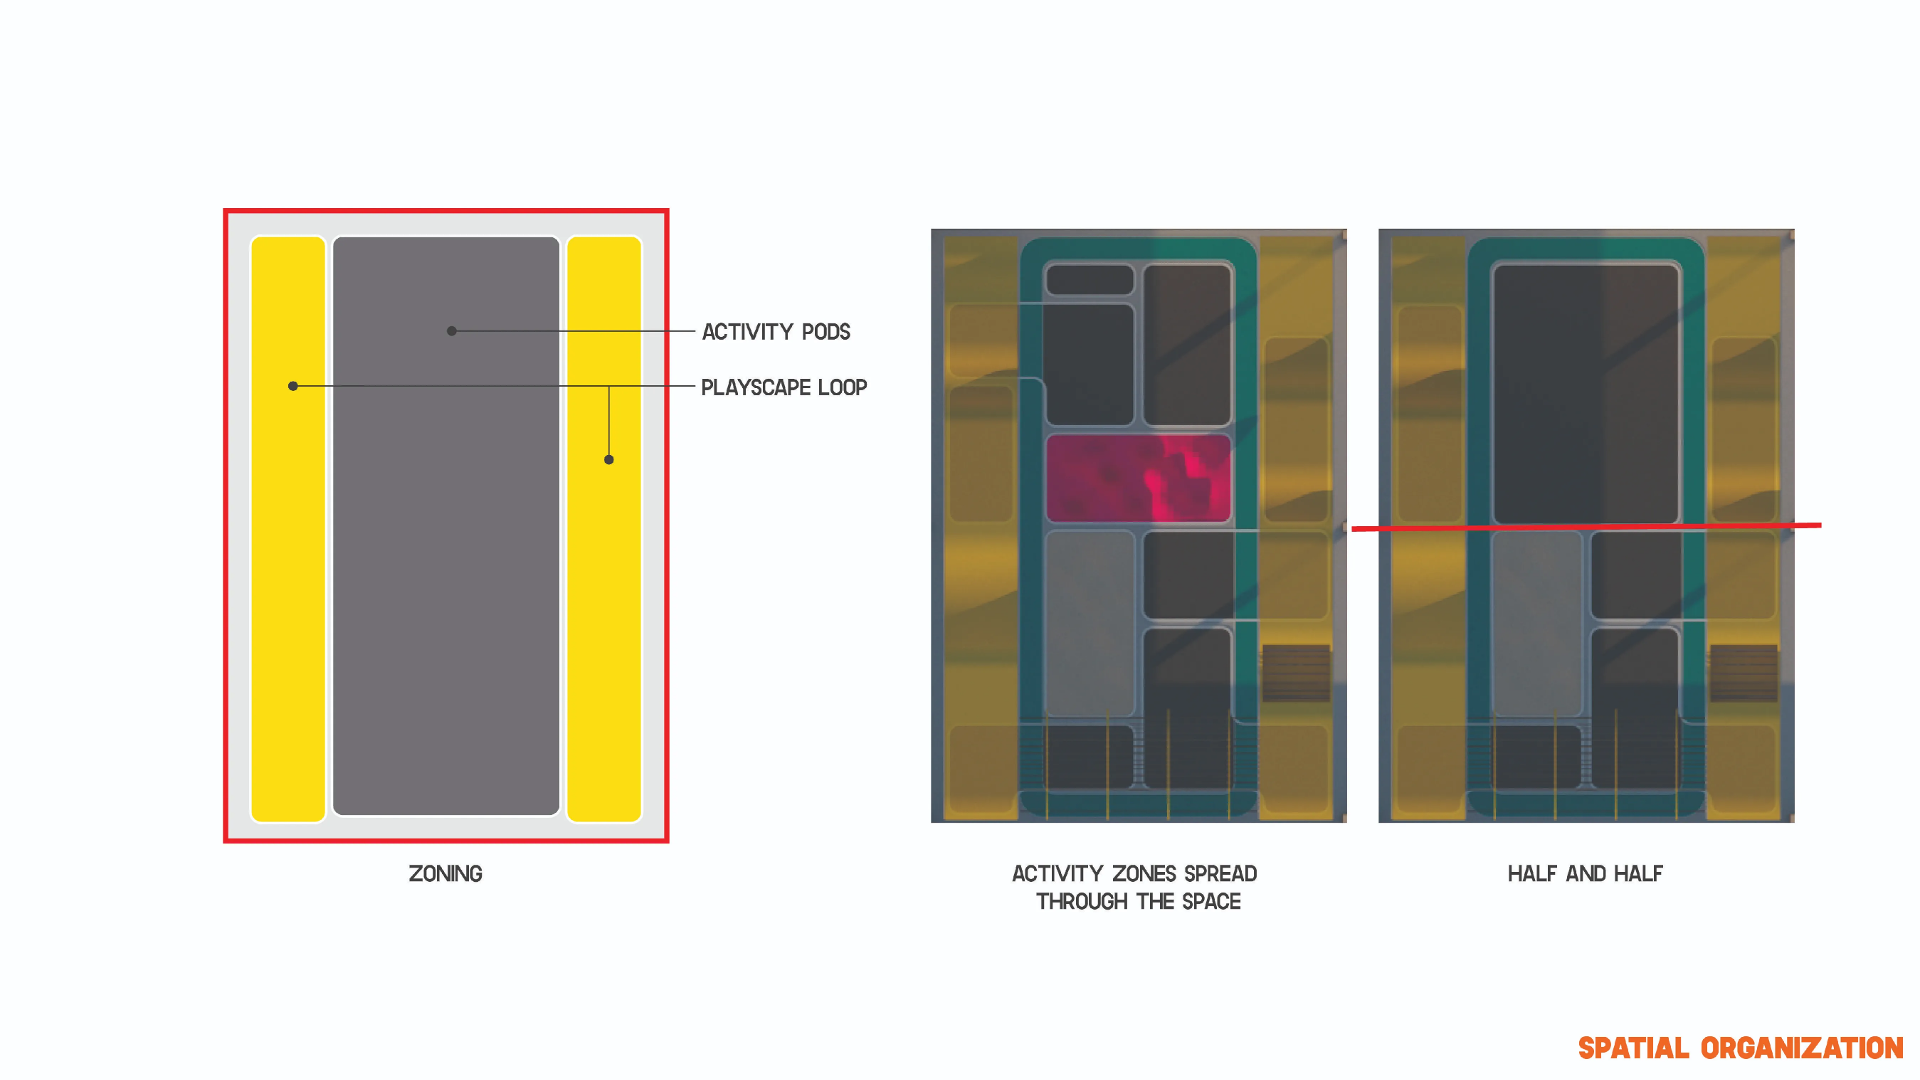 ACTIVITY PODS
PLAYSCAPE LOOP
ZONING
ACTIVITY ZONES SPREAD
THROUGH THE SPACE
HALF AND HALF
SPATIAL ORGANIZATION